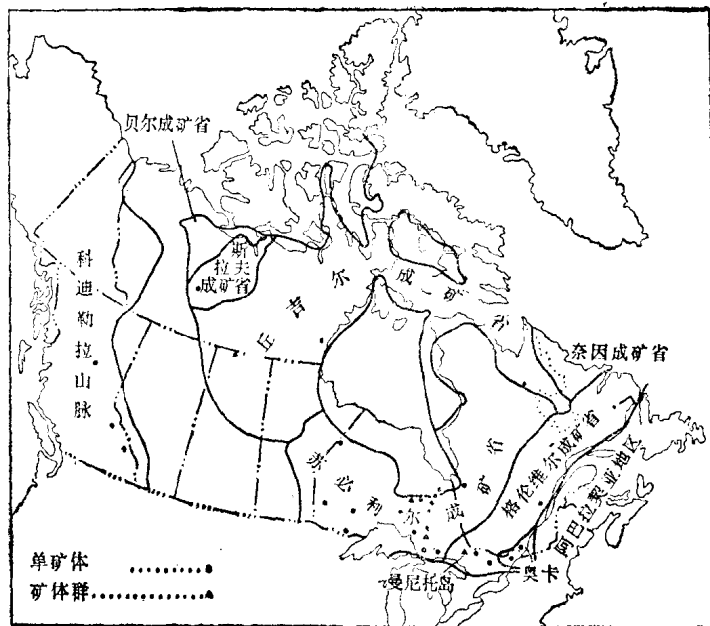 贝尔成矿省
斯
拉夫
成矿省
科迪勒拉山脉
丘吉尔成矿省
奈因成矿省
苏必利尔成矿省
格伦维尔成矿省
阿巴拉契亚地区
曼尼托岛
奥卡
单矿体
矿体群